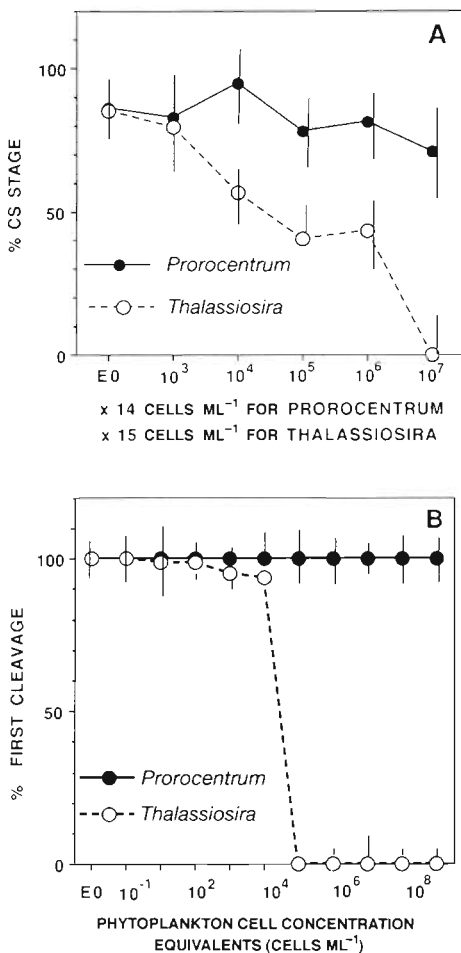 A
% CS STAGE
100
50
0
Prorocentrum
Thalassiosira
E0 10³ 10⁴ 10⁵ 10⁶ 10⁷
x 14 CELLS ML⁻¹ FOR PROROCENTRUM
x 15 CELLS ML⁻¹ FOR THALASSIOSIRA
B
% FIRST CLEAVAGE
100
50
0
Prorocentrum
Thalassiosira
E0 10⁻¹ 10² 10⁴ 10⁶ 10⁸
PHYTOPLANKTON CELL CONCENTRATION
EQUIVALENTS (CELLS ML⁻¹)